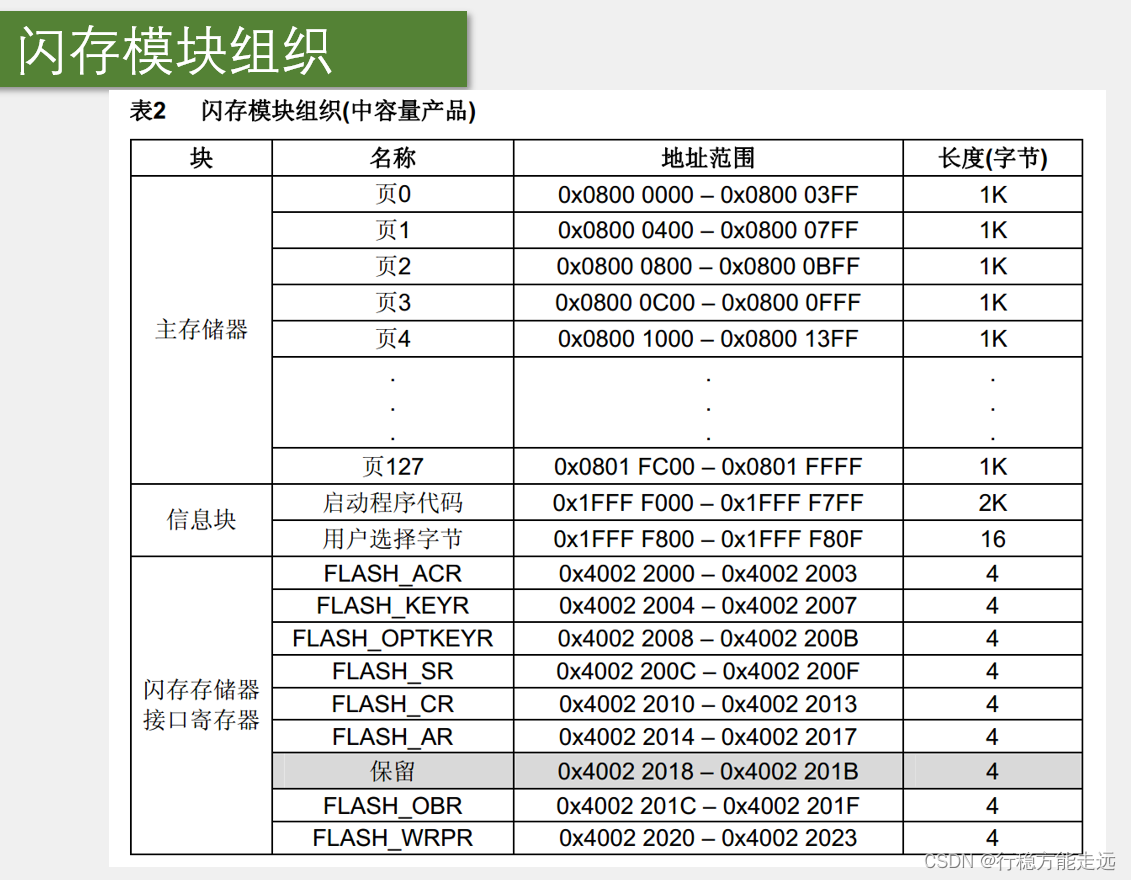 闪存模块组织
表2 闪存模块组织(中容量产品)
块 名称 地址范围 长度(字节)
主存储器
页0 0x0800 0000 – 0x0800 03FF 1K
页1 0x0800 0400 – 0x0800 07FF 1K
页2 0x0800 0800 – 0x0800 0BFF 1K
页3 0x0800 0C00 – 0x0800 0FFF 1K
页4 0x0800 1000 – 0x0800 13FF 1K
. . .
. . .
. . .
页127 0x0801 FC00 – 0x0801 FFFF 1K
信息块
启动程序代码 0x1FFF F000 – 0x1FFF F7FF 2K
用户选择字节 0x1FFF F800 – 0x1FFF F80F 16
闪存存储器
接口寄存器
FLASH_ACR 0x4002 2000 – 0x4002 2003 4
FLASH_KEYR 0x4002 2004 – 0x4002 2007 4
FLASH_OPTKEYR 0x4002 2008 – 0x4002 200B 4
FLASH_SR 0x4002 200C – 0x4002 200F 4
FLASH_CR 0x4002 2010 – 0x4002 2013 4
FLASH_AR 0x4002 2014 – 0x4002 2017 4
保留 0x4002 2018 – 0x4002 201B 4
FLASH_OBR 0x4002 201C – 0x4002 201F 4
FLASH_WRPR 0x4002 2020 – 0x4002 2023 4
CSDN @行稳方能走远